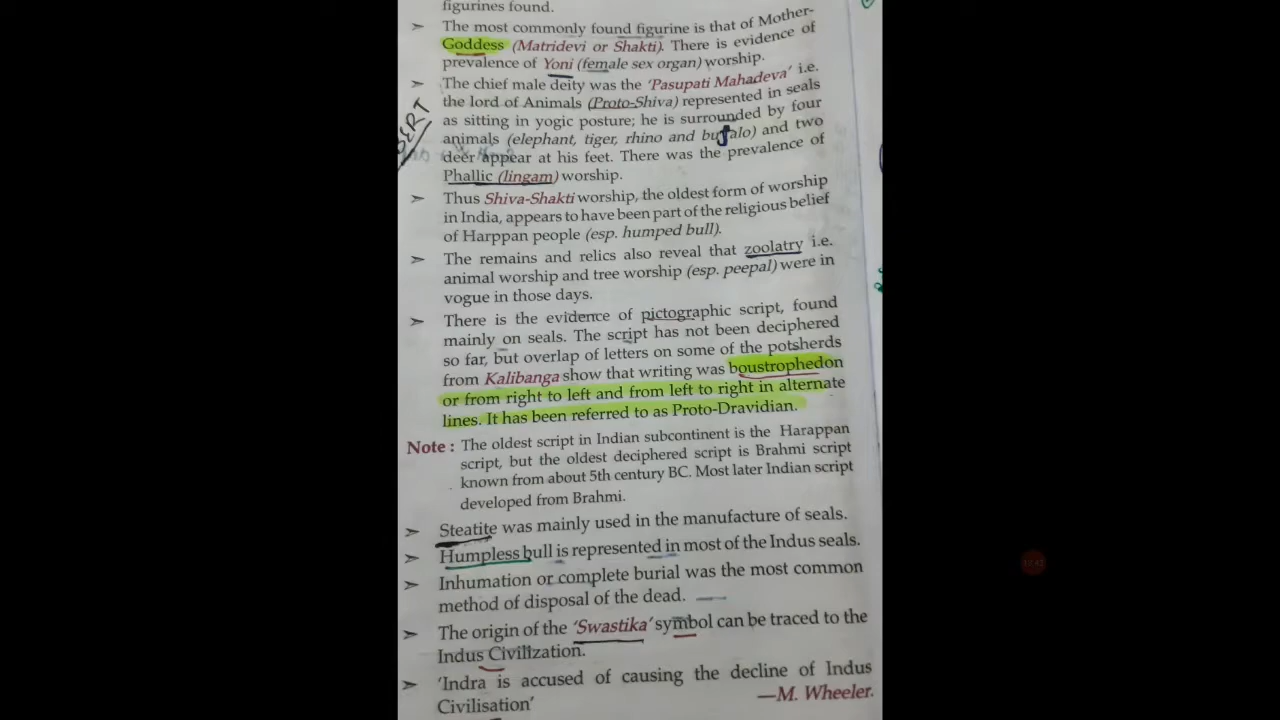 figurines found.
➤ The most commonly found figurine is that of Mother-
Goddess (Matridevi or Shakti). There is evidence of
prevalence of Yoni (female sex organ) worship.
➤ The chief male deity was the 'Pasupati Mahadeva' i.e.
the lord of Animals (Proto-Shiva) represented in seals
as sitting in yogic posture; he is surrounded by four
animals (elephant, tiger, rhino and bufalo) and two
deer appear at his feet. There was the prevalence of
Phallic (lingam) worship.
➤ Thus Shiva-Shakti worship, the oldest form of worship
in India, appears to have been part of the religious belief
of Harppan people (esp. humped bull).
➤ The remains and relics also reveal that zoolatry i.e.
animal worship and tree worship (esp. peepal) were in
vogue in those days.
➤ There is the evidence of pictographic script, found
mainly on seals. The script has not been deciphered
so far, but overlap of letters on some of the potsherds
from Kalibanga show that writing was boustrophedon
or from right to left and from left to right in alternate
lines. It has been referred to as Proto-Dravidian.
Note : The oldest script in Indian subcontinent is the Harappan
script, but the oldest deciphered script is Brahmi script
known from about 5th century BC. Most later Indian script
developed from Brahmi.
➤ Steatite was mainly used in the manufacture of seals.
➤ Humpless bull is represented in most of the Indus seals.
➤ Inhumation or complete burial was the most common
method of disposal of the dead.
➤ The origin of the 'Swastika' symbol can be traced to the
Indus Civilization.
➤ 'Indra is accused of causing the decline of Indus
Civilisation' —M. Wheeler.